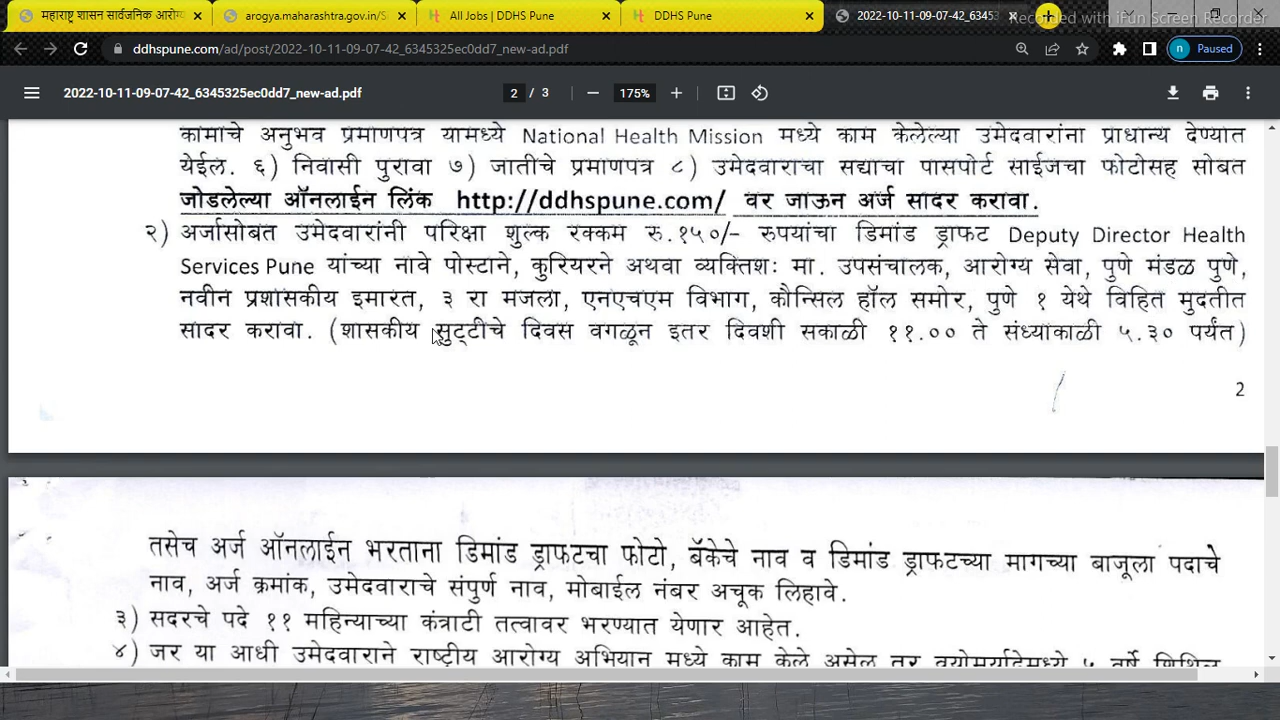 महाराष्ट्र शासन सार्वजनिक आरोग्य
arogya.maharashtra.gov.in/S
All Jobs | DDHS Pune
DDHS Pune
2022-10-11-09-07-42_6345
Recorded with iFun Screen Recorder
ddhspune.com/ad/post/2022-10-11-09-07-42_6345325ec0dd7_new-ad.pdf
n Paused
2022-10-11-09-07-42_6345325ec0dd7_new-ad.pdf
2 / 3
175%
कामाचे अनुभव प्रमाणपत्र यामध्ये National Health Mission मध्ये काम केलेल्या उमेदवारांना प्राधान्य देण्यात
येईल. ६) निवासी पुरावा ७) जातीचे प्रमाणपत्र ८) उमेदवाराचा सद्याचा पासपोर्ट साईजचा फोटोसह सोबत
जोडलेल्या ऑनलाईन लिंक http://ddhspune.com/ वर जाऊन अर्ज सादर करावा.
२) अर्जासोबत उमेदवारांनी परिक्षा शुल्क रक्कम रु.१५०/- रुपयांचा डिमांड ड्राफट Deputy Director Health
Services Pune यांच्या नावे पोस्टाने, कुरियरने अथवा व्यक्तिशः मा. उपसंचालक, आरोग्य सेवा, पुणे मंडळ पुणे,
नवीन प्रशासकीय इमारत, ३ रा मजला, एनएचएम विभाग, कौन्सिल हॉल समोर, पुणे १ येथे विहित मुदतीत
सादर करावा. (शासकीय सुट्टीचे दिवस वगळून इतर दिवशी सकाळी ११.०० ते संध्याकाळी ५.३० पर्यंत)
2
तसेच अर्ज ऑनलाईन भरताना डिमांड ड्राफटचा फोटो, बॅकेचे नाव व डिमांड ड्राफटच्या मागच्या बाजूला पदाचे
नाव, अर्ज क्रमांक, उमेदवाराचे संपुर्ण नाव, मोबाईल नंबर अचूक लिहावे.
३) सदरचे पदे ११ महिन्याच्या कंत्राटी तत्वावर भरण्यात येणार आहेत.
४) जर या आधी उमेदवाराने राष्ट्रीय आरोग्य अभियान मध्ये काम केले असेल तर वयोमर्यादेमध्ये ५ वर्षे शिथिल